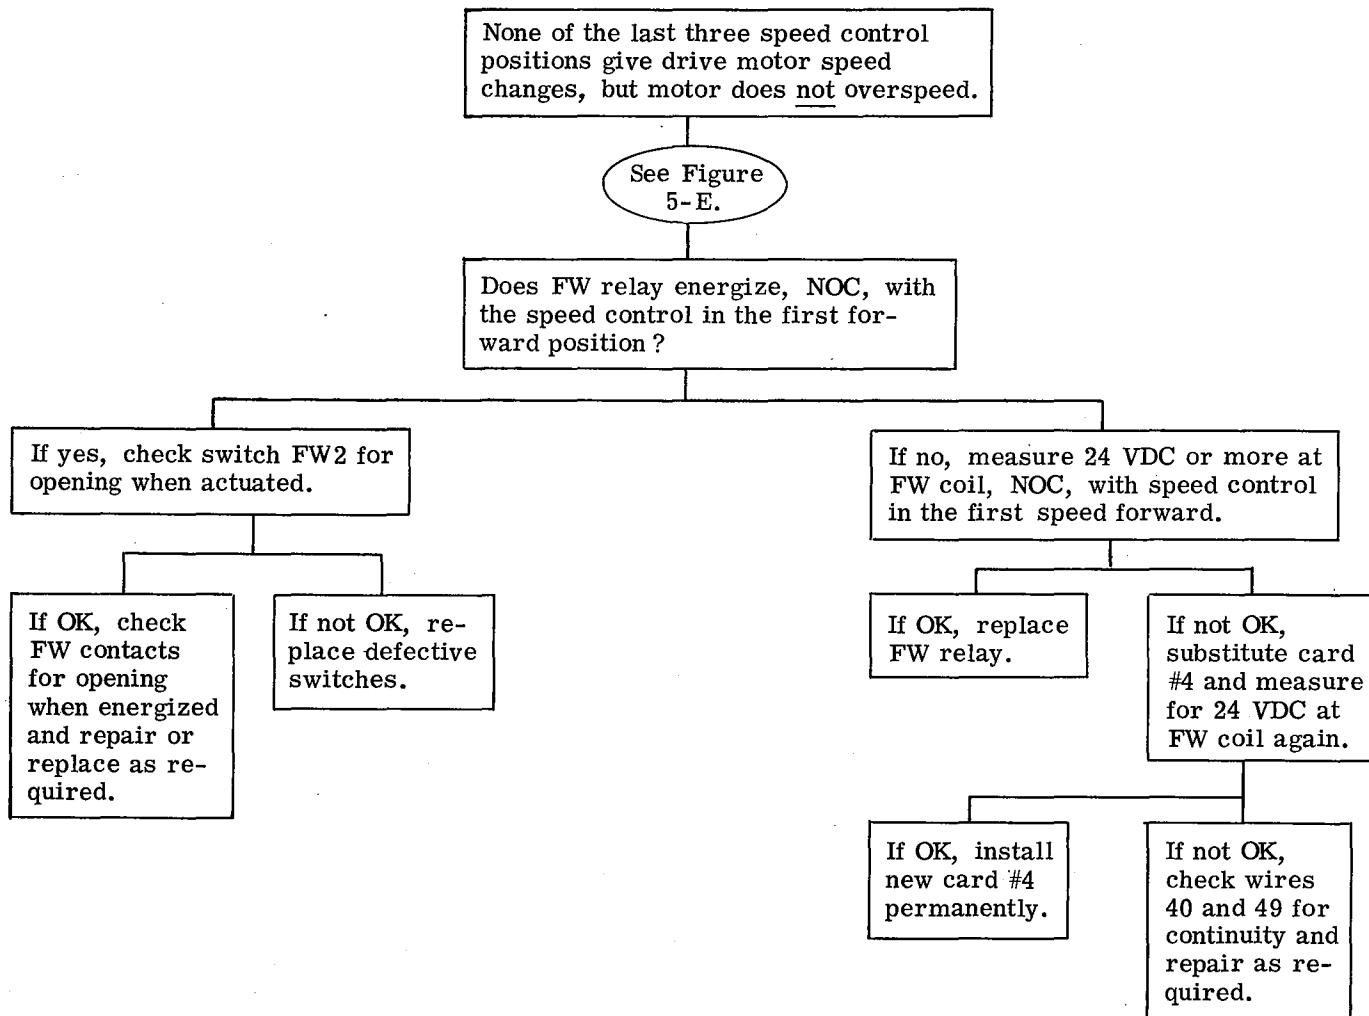 None of the last three speed control
positions give drive motor speed
changes, but motor does not overspeed.
See Figure
5-E.
Does FW relay energize, NOC, with
the speed control in the first for-
ward position?
If yes, check switch FW2 for
opening when actuated.
If no, measure 24 VDC or more at
FW coil, NOC, with speed control
in the first speed forward.
If OK, check
FW contacts
for opening
when energized
and repair or
replace as re-
quired.
If not OK, re-
place defective
switches.
If OK, replace
FW relay.
If not OK,
substitute card
#4 and measure
for 24 VDC at
FW coil again.
If OK, install
new card #4
permanently.
If not OK,
check wires
40 and 49 for
continuity and
repair as re-
quired.